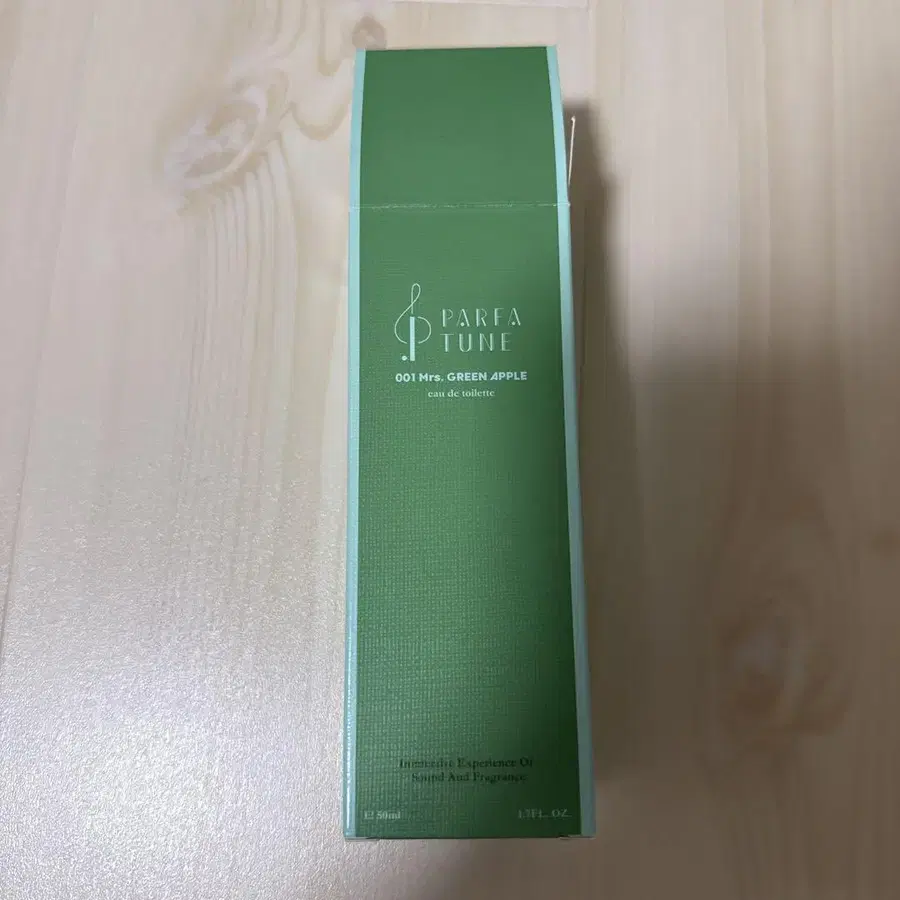 PARFA
TUNE
001 Mrs. GREEN APPLE
eau de toilette
Immersive Experience Of
Sound And Fragrance
50ml
1.7FL. OZ.